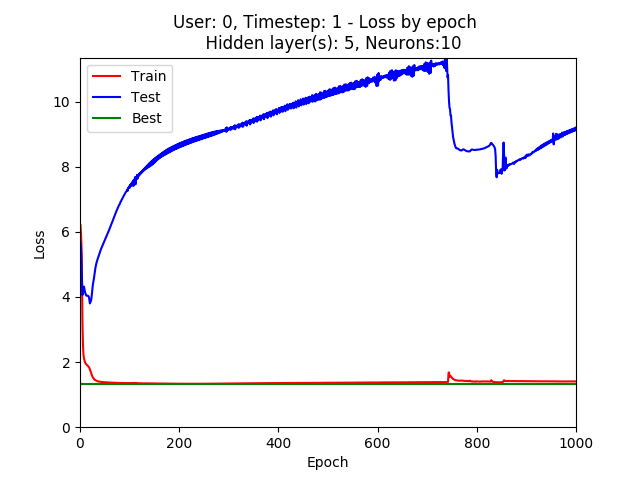 User: 0, Timestep: 1 - Loss by epoch
Hidden layer(s): 5, Neurons:10
Train
Test
Best
10
8
6
4
2
0
Loss
0
200
400
600
800
1000
Epoch